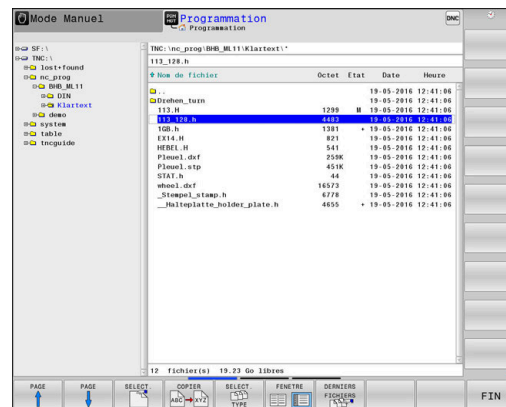 Mode Manuel
PGM MDT
Programmation
Programmation
DNC
SF:\
TNC:\
lost+found
nc_prog
BHB_ML11
DIN
Klartext
demo
system
table
tncguide
TNC:\nc_prog\BHB_ML11\Klartext\*
113_128.h
Nom de fichier Octet Etat Date Heure
.. 19-05-2016 12:41:06
Drehen_turn 19-05-2016 12:41:06
113.H 1299 M 19-05-2016 12:41:06
113_128.h 4483 19-05-2016 12:41:06
1GB.h 1381 + 19-05-2016 12:41:06
EX14.H 821 19-05-2016 12:41:06
HEBEL.H 541 19-05-2016 12:41:06
Pleuel.dxf 259K 19-05-2016 12:41:06
Pleuel.stp 451K 19-05-2016 12:41:06
STAT.h 44 19-05-2016 12:41:06
wheel.dxf 16573 19-05-2016 12:41:06
_Stempel_stamp.h 6778 19-05-2016 12:41:06
__Halteplatte_holder_plate.h 4655 + 19-05-2016 12:41:06
12 fichier(s) 19.23 Go libres
PAGE
PAGE
SELECT.
COPIER
ABC XYZ
SELECT.
TYPE
FENETRE
DERNIERS
FICHIERS
FIN